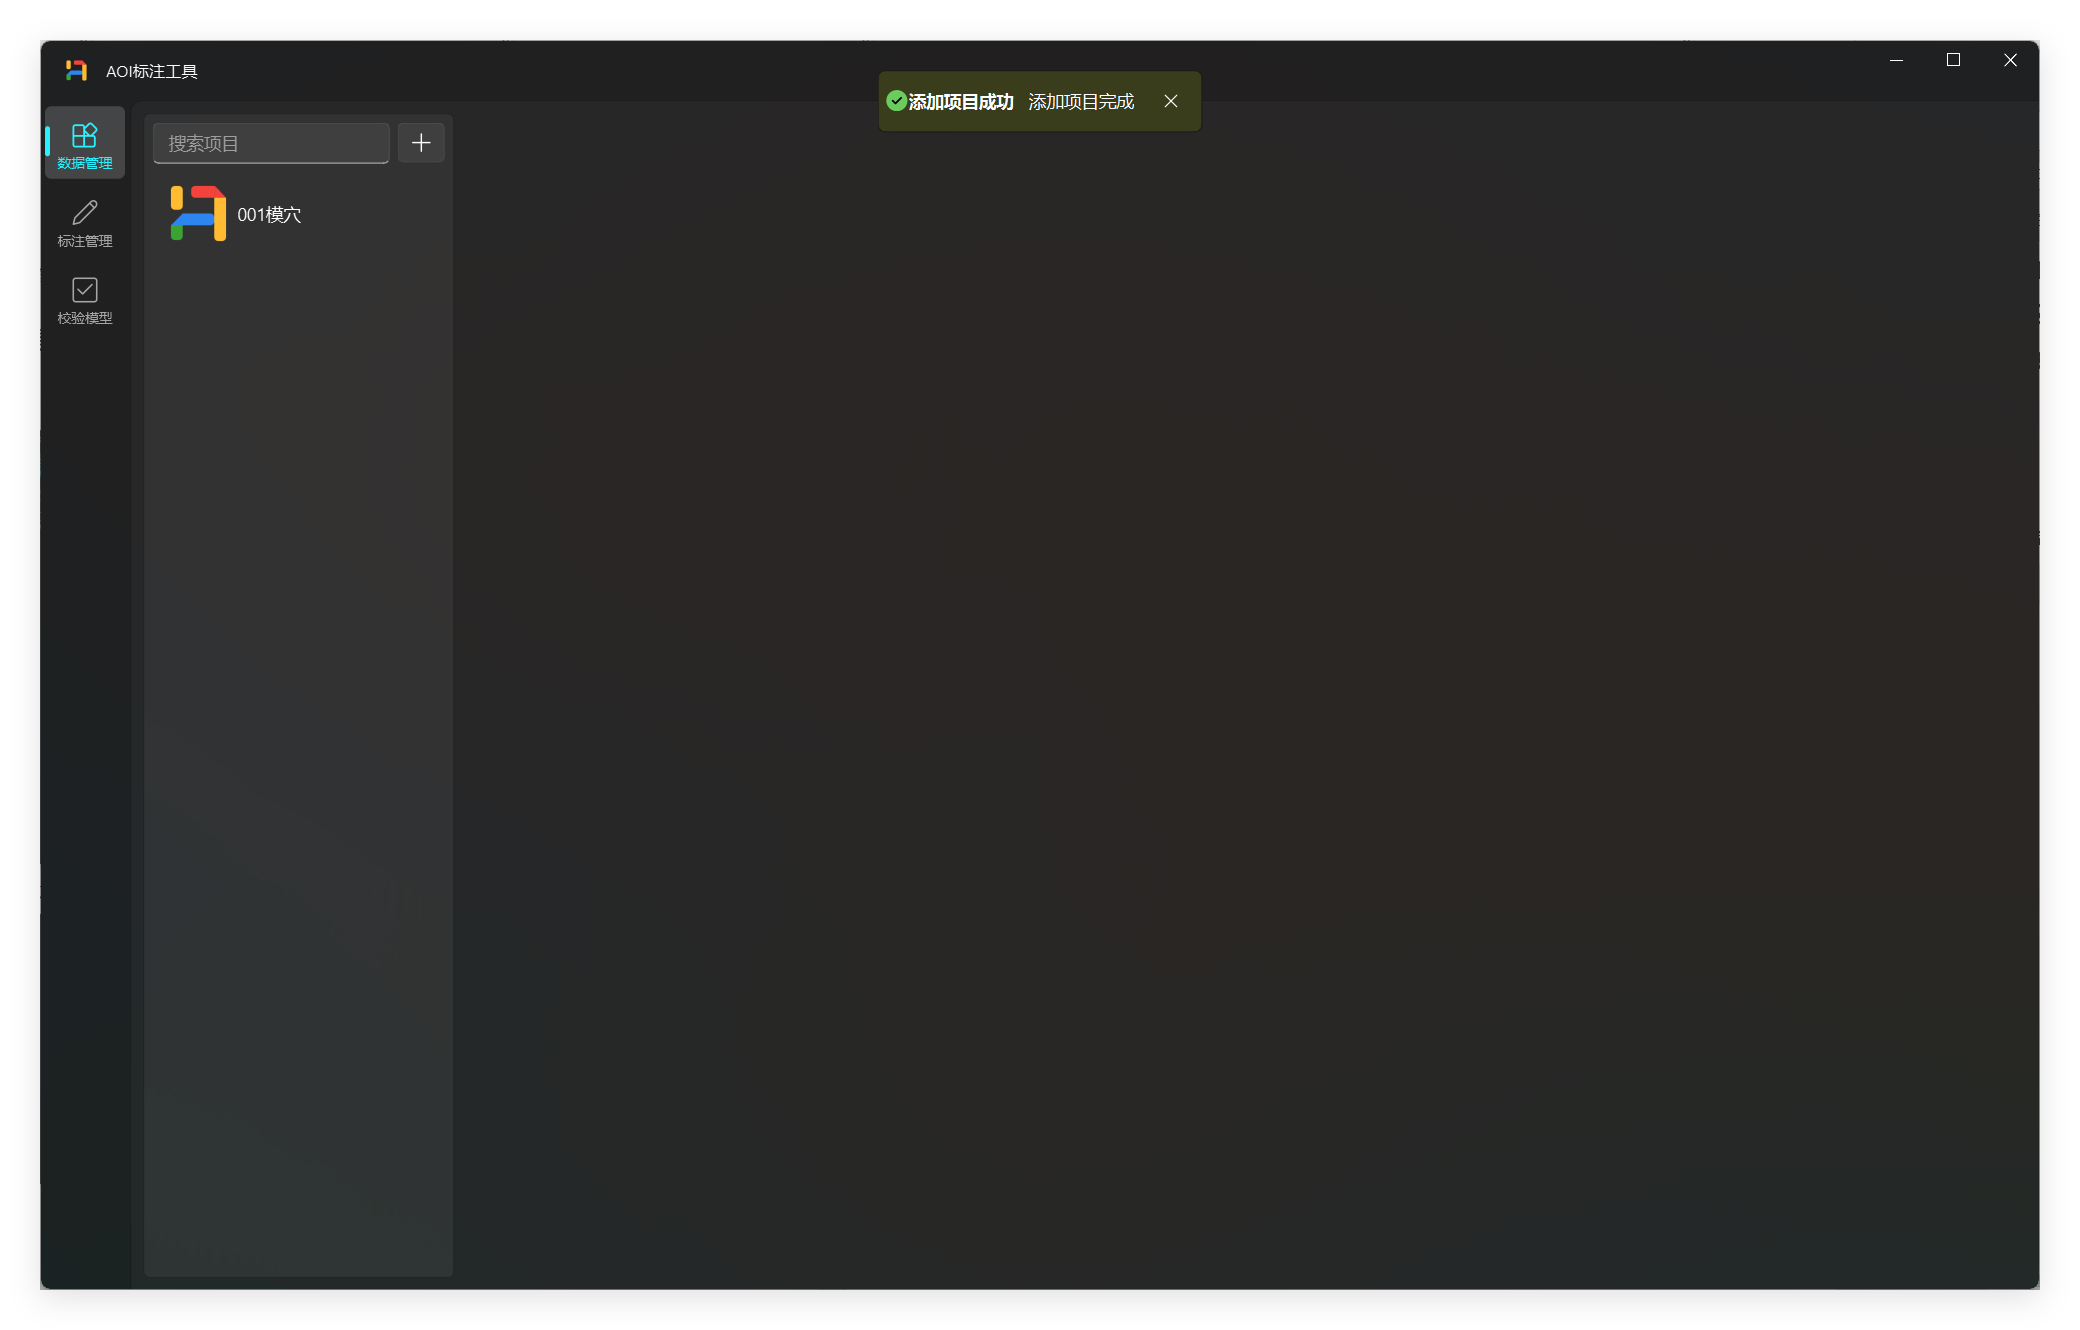 AOI标注工具
添加项目成功 添加项目完成
数据管理
标注管理
校验模型
搜索项目
001模穴